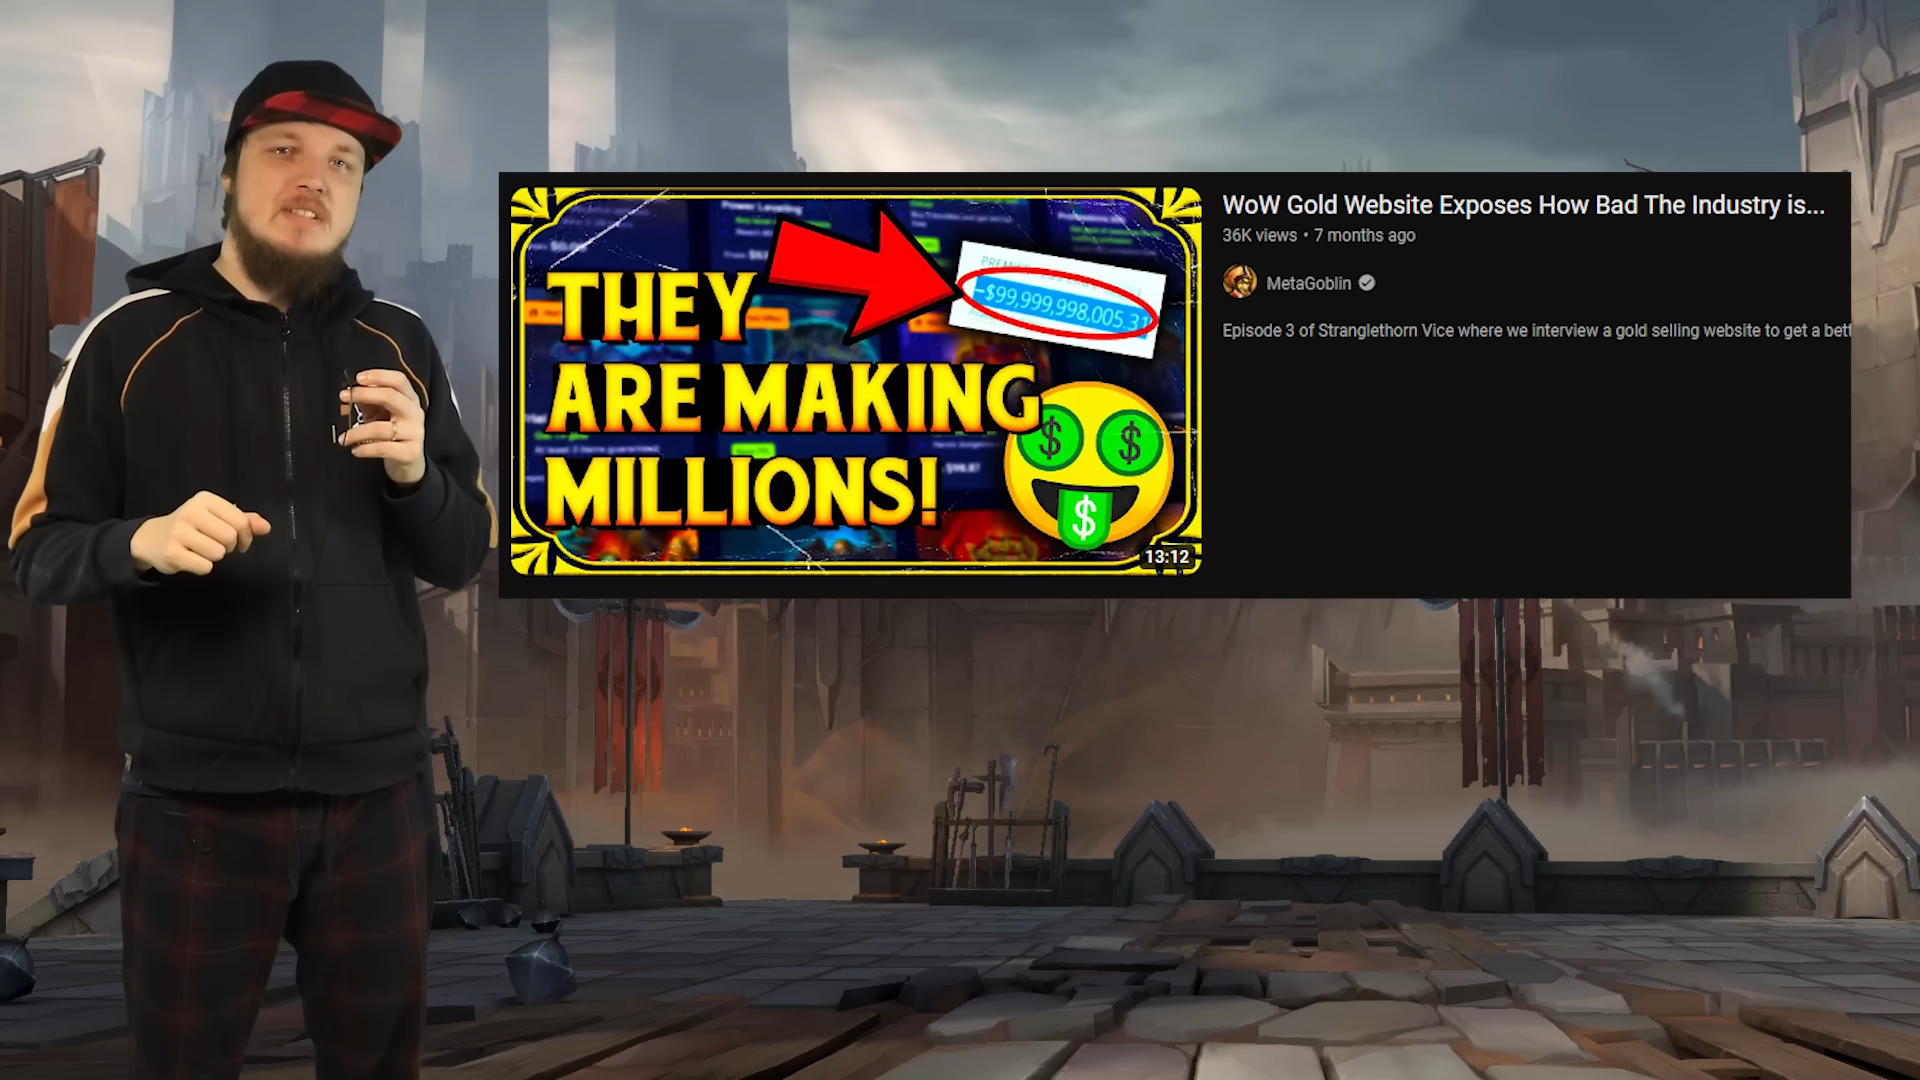 THEY
ARE MAKING
MILLIONS!
-$99,999,998,005.31
13:12
WoW Gold Website Exposes How Bad The Industry is...
36K views • 7 months ago
MetaGoblin
Episode 3 of Stranglethorn Vice where we interview a gold selling website to get a bett